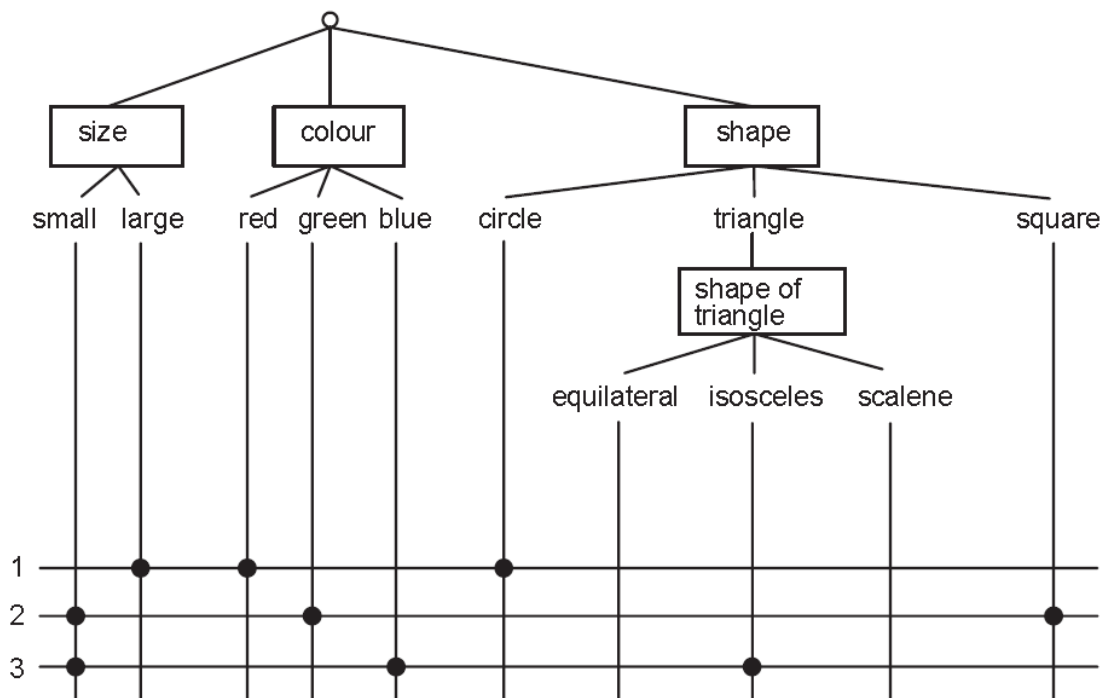 size
colour
shape
small large red green blue circle triangle square
shape of
triangle
equilateral isosceles scalene
1
2
3